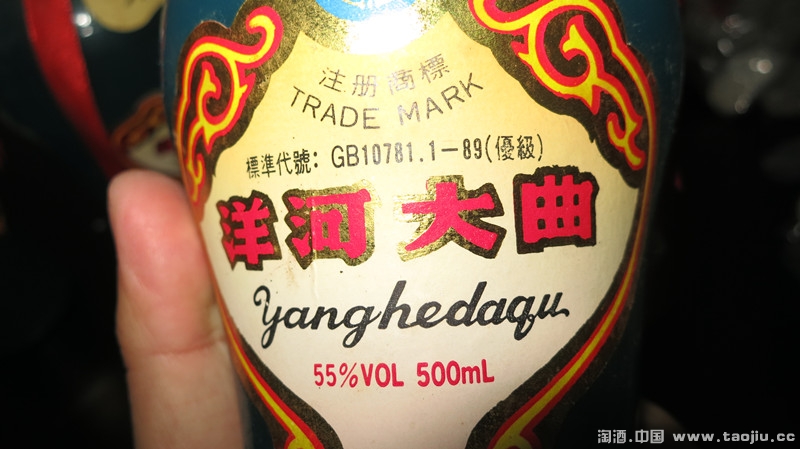 注册商標
TRADE MARK
標準代號: GB10781.1-89(優級)
洋河大曲
Yanghedaqu
55%VOL 500mL
淘酒.中国 www.taojiu.cc